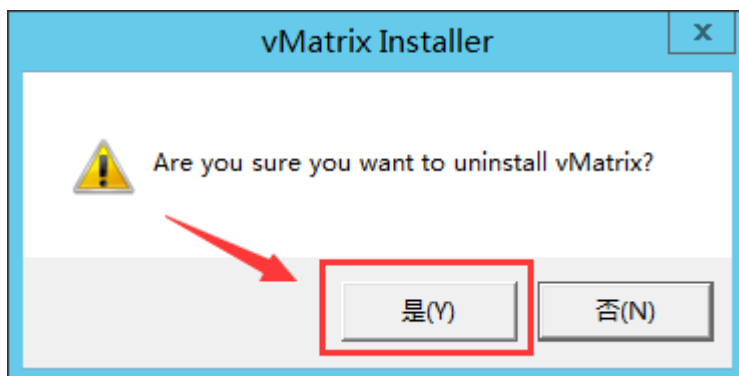 vMatrix Installer
x
Are you sure you want to uninstall vMatrix?
是(Y) 否(N)